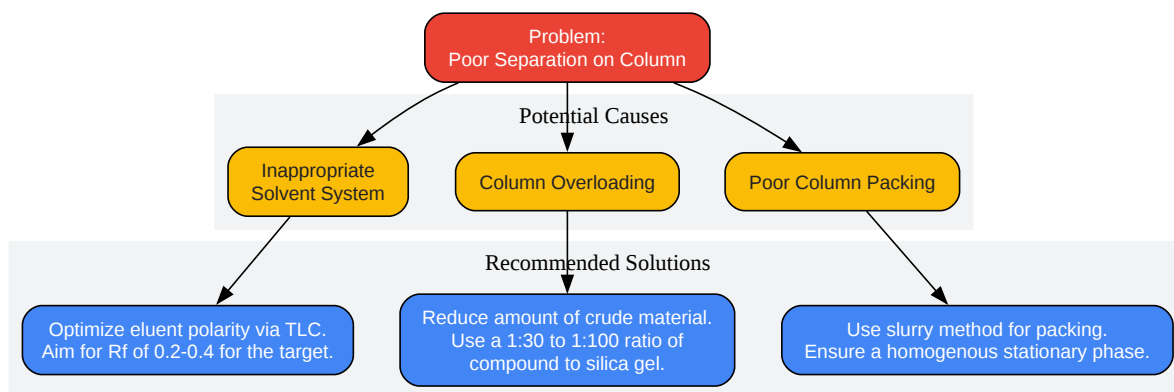 Problem:
Poor Separation on Column
Potential Causes
Inappropriate
Solvent System
Column Overloading
Poor Column Packing
Recommended Solutions
Optimize eluent polarity via TLC.
Aim for Rf of 0.2-0.4 for the target.
Reduce amount of crude material.
Use a 1:30 to 1:100 ratio of
compound to silica gel.
Use slurry method for packing.
Ensure a homogenous stationary phase.